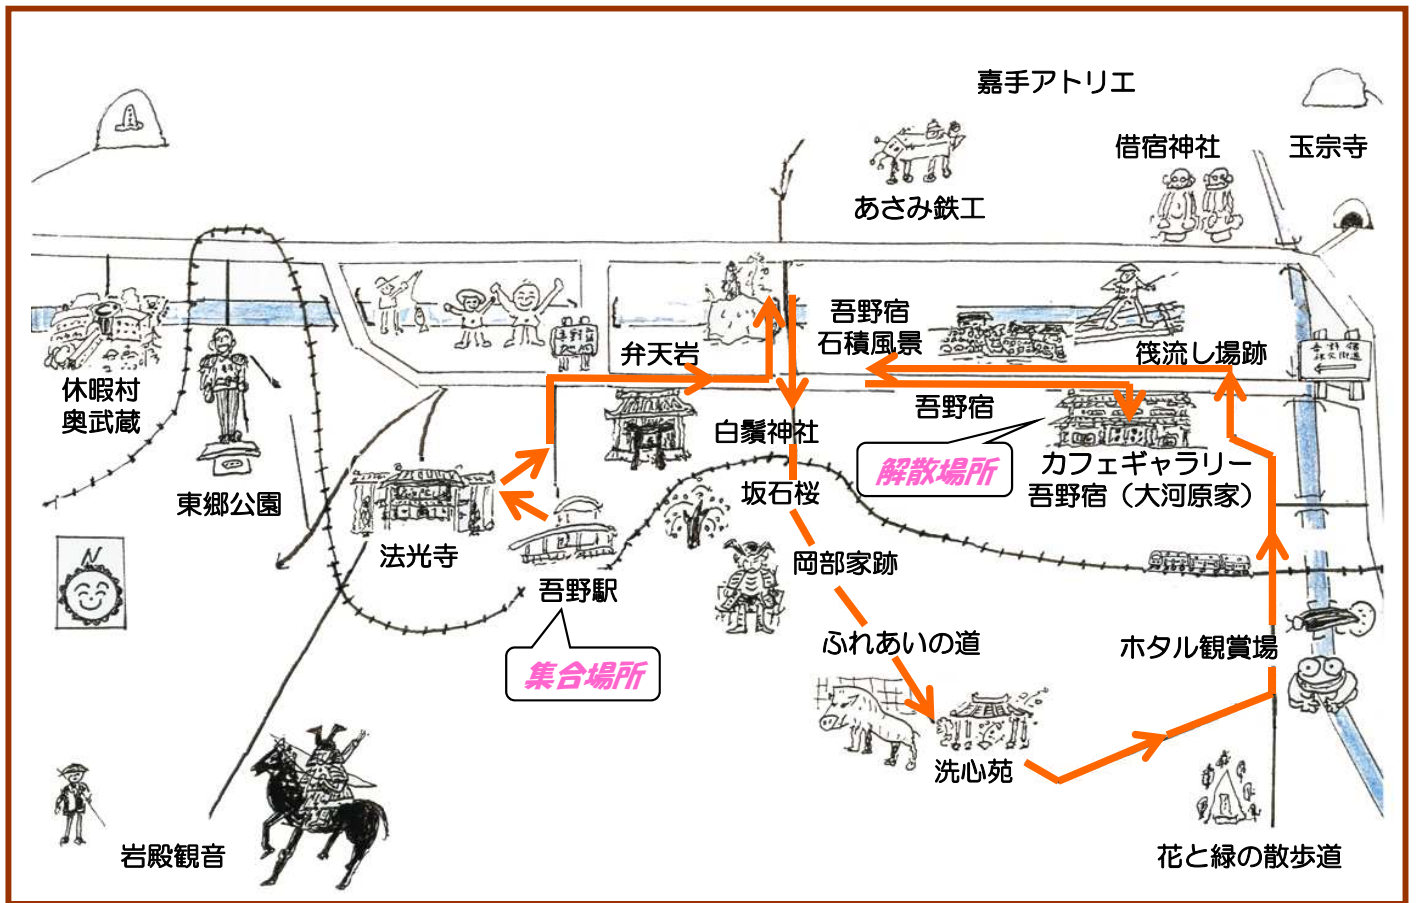 嘉手アトリエ
借宿神社
玉宗寺
あさみ鉄工
吾野宿
石積風景
弁天岩
筏流し場跡
休暇村
奥武蔵
吾野宿
白鬚神社
解散場所
カフェギャラリー
吾野宿（大河原家）
東郷公園
坂石桜
法光寺
岡部家跡
吾野駅
N
集合場所
ふれあいの道
ホタル観賞場
洗心苑
岩殿観音
花と緑の散歩道